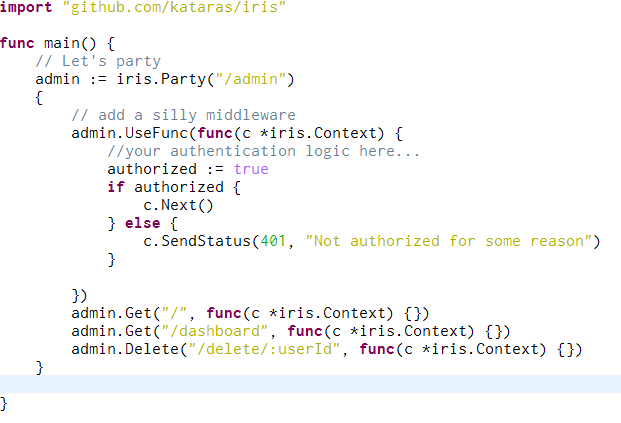 import "github.com/kataras/iris"

func main() {
    // Let's party
    admin := iris.Party("/admin")
    {
        // add a silly middleware
        admin.UseFunc(func(c *iris.Context) {
            //your authentication logic here...
            authorized := true
            if authorized {
                c.Next()
            } else {
                c.SendStatus(401, "Not authorized for some reason")
            }

        })
        admin.Get("/", func(c *iris.Context) {})
        admin.Get("/dashboard", func(c *iris.Context) {})
        admin.Delete("/delete/:userId", func(c *iris.Context) {})
    }

}